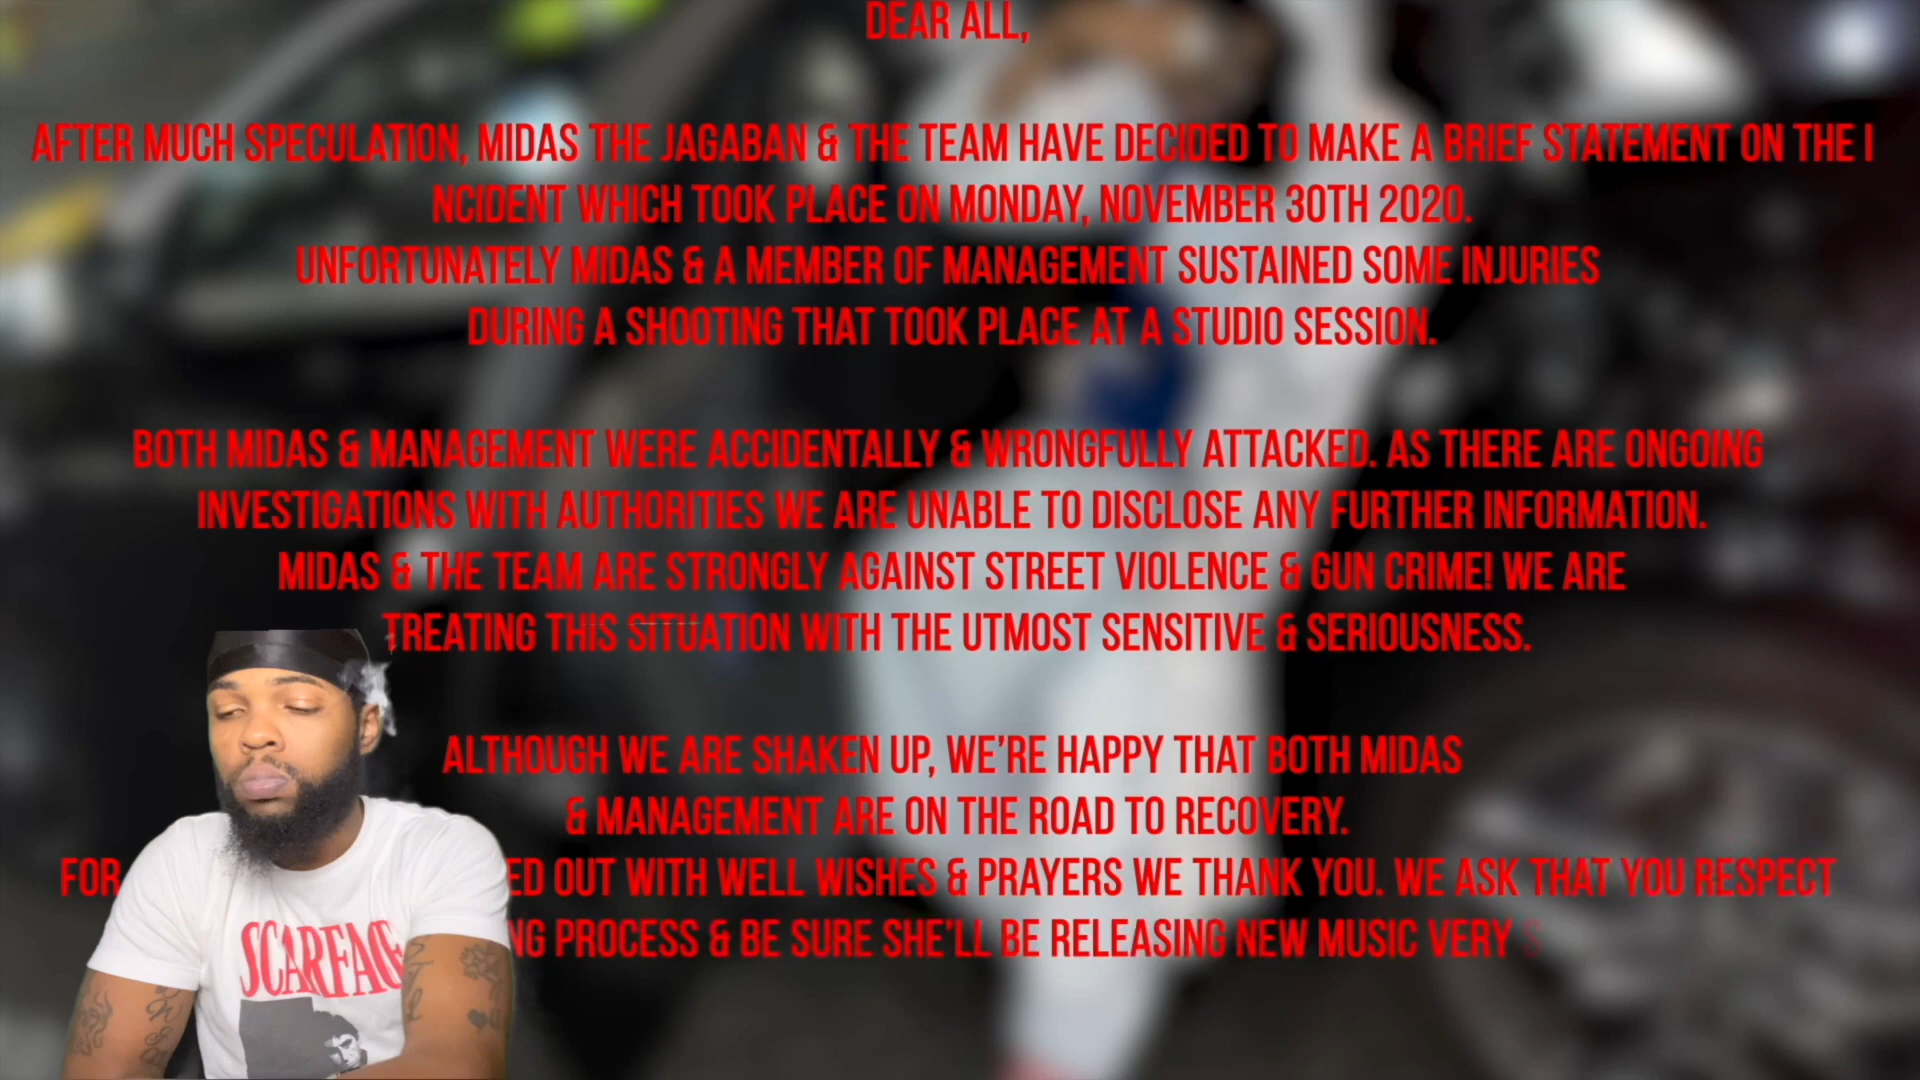 DEAR ALL,
AFTER MUCH SPECULATION, MIDAS THE JAGABAN & THE TEAM HAVE DECIDED TO MAKE A BRIEF STATEMENT ON THE I
NCIDENT WHICH TOOK PLACE ON MONDAY, NOVEMBER 30TH 2020.
UNFORTUNATELY MIDAS & A MEMBER OF MANAGEMENT SUSTAINED SOME INJURIES
DURING A SHOOTING THAT TOOK PLACE AT A STUDIO SESSION.
BOTH MIDAS & MANAGEMENT WERE ACCIDENTALLY & WRONGFULLY ATTACKED. AS THERE ARE ONGOING
INVESTIGATIONS WITH AUTHORITIES WE ARE UNABLE TO DISCLOSE ANY FURTHER INFORMATION.
MIDAS & THE TEAM ARE STRONGLY AGAINST STREET VIOLENCE & GUN CRIME! WE ARE
TREATING THIS SITUATION WITH THE UTMOST SENSITIVE & SERIOUSNESS.
ALTHOUGH WE ARE SHAKEN UP, WE'RE HAPPY THAT BOTH MIDAS
& MANAGEMENT ARE ON THE ROAD TO RECOVERY.
FOR ED OUT WITH WELL WISHES & PRAYERS WE THANK YOU. WE ASK THAT YOU RESPECT
NG PROCESS & BE SURE SHE'LL BE RELEASING NEW MUSIC VERY S
SCARFACE